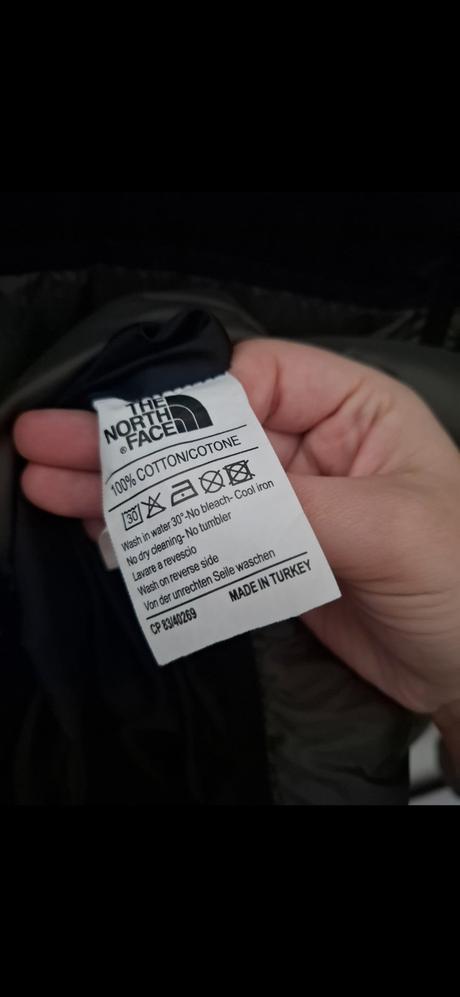 THE
NORTH
® FACE
100% COTTON/COTONE
30
Wash in water 30°-No bleach- Cool iron
No dry cleaning- No tumbler
Lavare a revescio
Wash on reverse side
Von der unrechten Seile waschen
MADE IN TURKEY
CP 83/40269